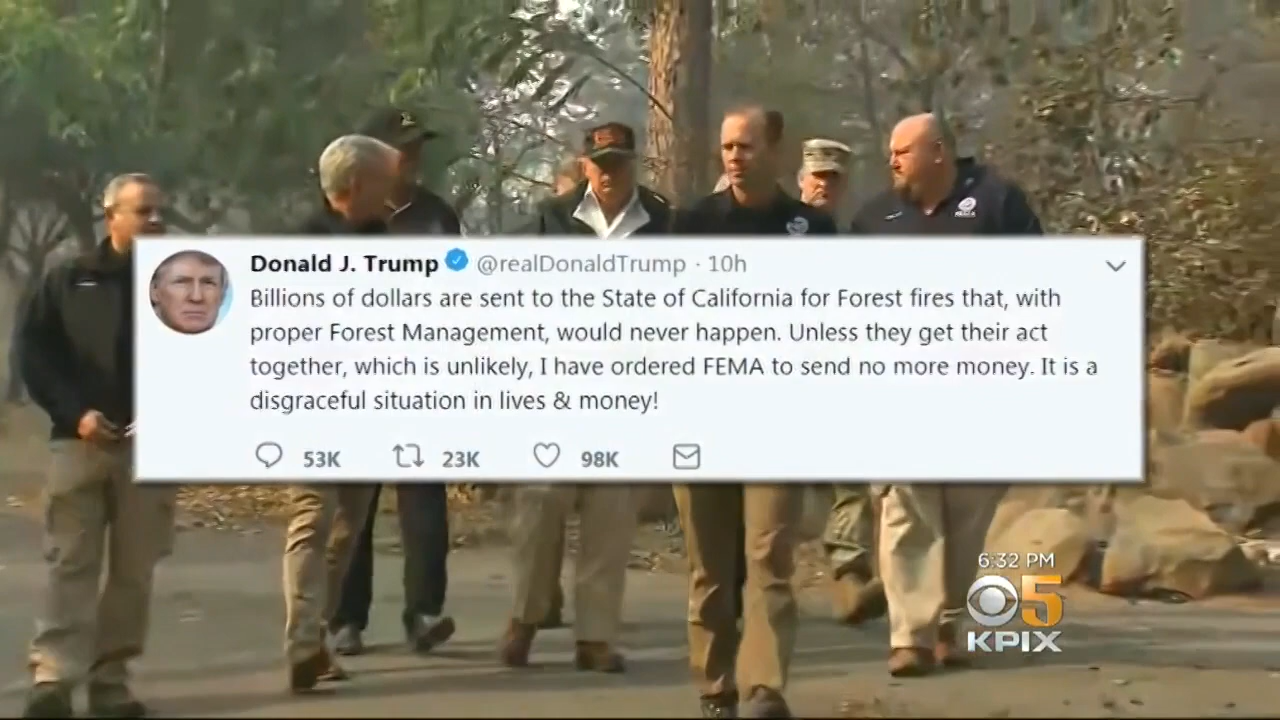 Donald J. Trump @realDonaldTrump · 10h
Billions of dollars are sent to the State of California for Forest fires that, with
proper Forest Management, would never happen. Unless they get their act
together, which is unlikely, I have ordered FEMA to send no more money. It is a
disgraceful situation in lives & money!
53K 23K 98K
6:32 PM
5
KPIX